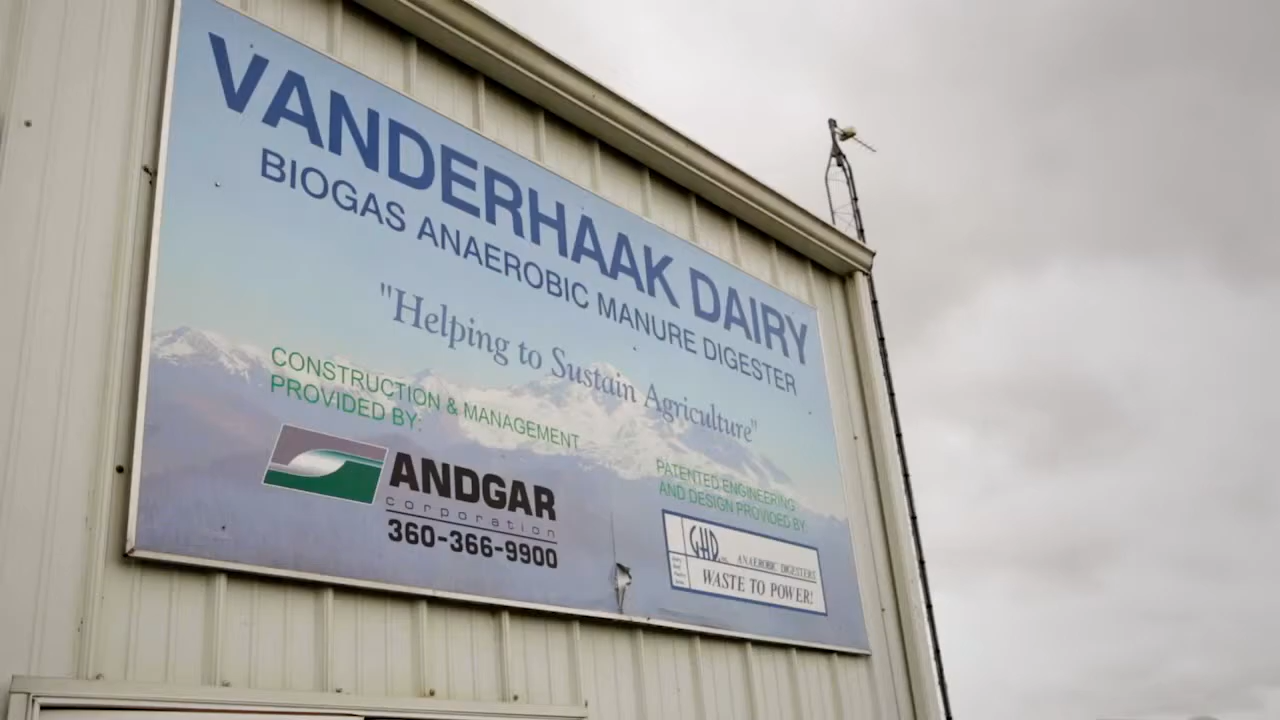 VANDERHAAK DAIRY
BIOGAS ANAEROBIC MANURE DIGESTER
"Helping to Sustain Agriculture"
CONSTRUCTION & MANAGEMENT
PROVIDED BY:
ANDGAR
corporation
360-366-9900
PATENTED ENGINEERING
AND DESIGN PROVIDED BY:
GHD
ANAEROBIC DIGESTERS
WASTE TO POWER!